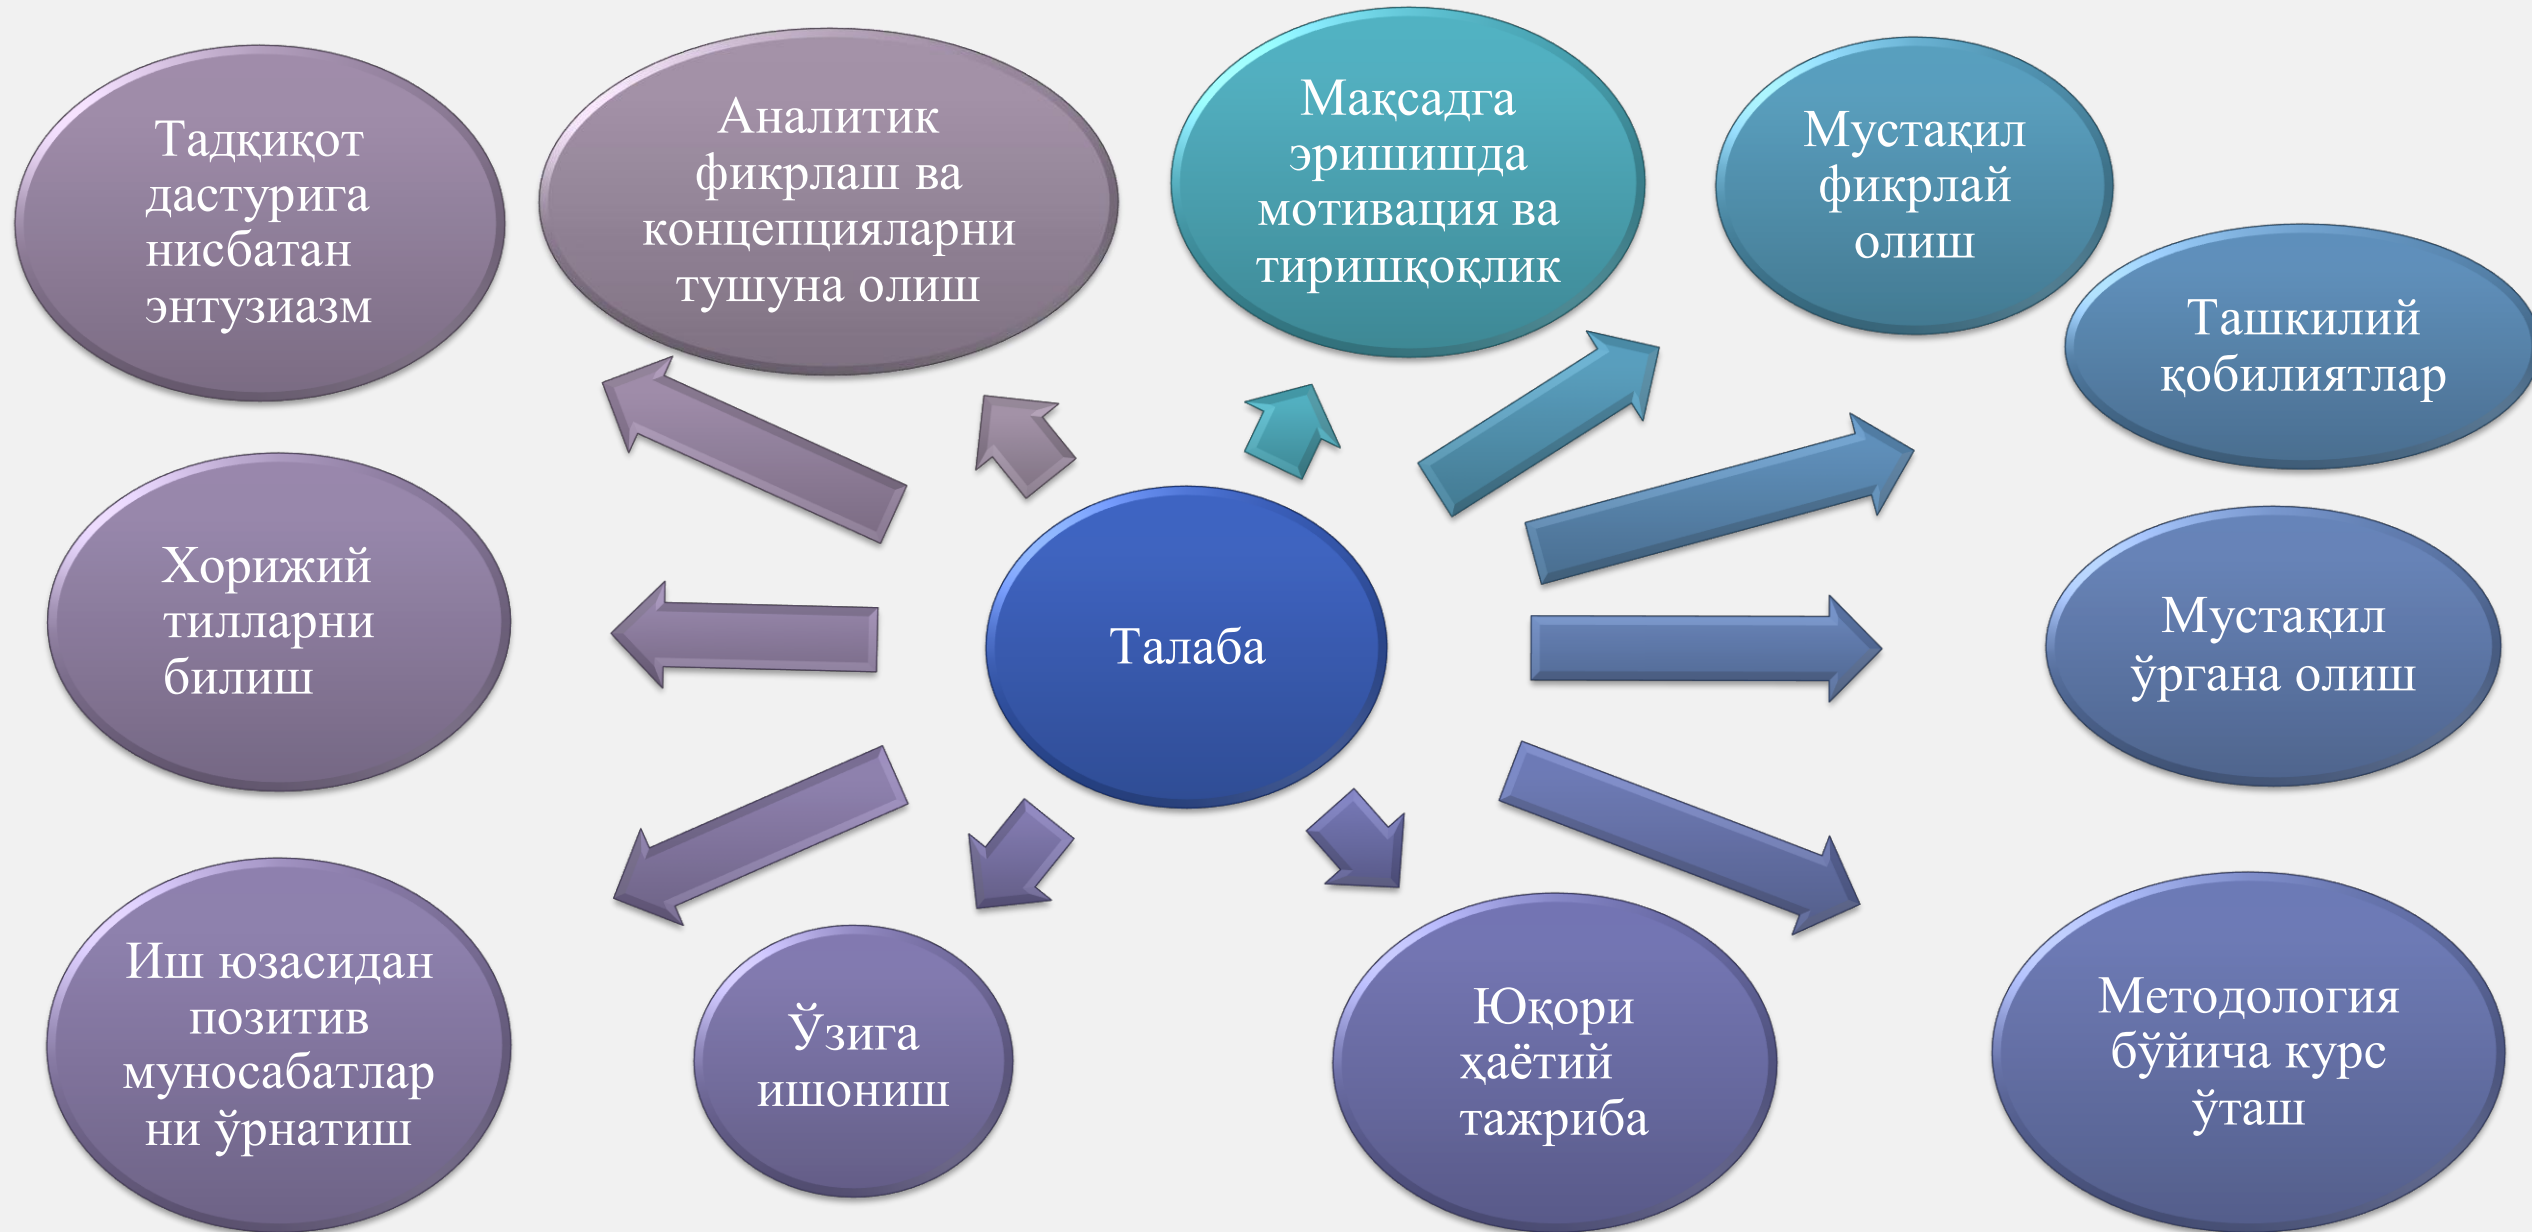 Тадқиқот
дастурига
нисбатан
энтузиазм
Аналитик
фикрлаш ва
концепцияларни
тушуна олиш
Мақсадга
эришишда
мотивация ва
тиришқоқлик
Мустақил
фикрлай
олиш
Ташкилий
қобилиятлар
Хорижий
тилларни
билиш
Талаба
Мустақил
ўргана олиш
Иш юзасидан
позитив
муносабатлар
ни ўрнатиш
Ўзига
ишониш
Юқори
ҳаётий
тажриба
Методология
бўйича курс
ўташ